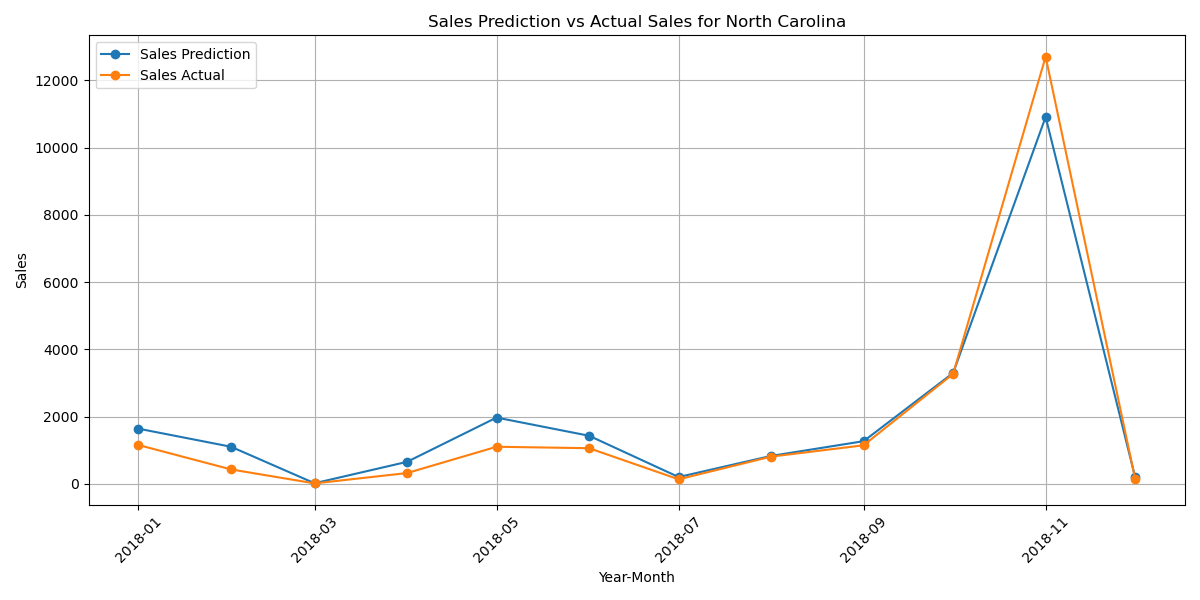 Sales Prediction vs Actual Sales for North Carolina
Sales Prediction
Sales Actual
12000
10000
8000
6000
4000
2000
0
Sales
2018-01
2018-03
2018-05
2018-07
2018-09
2018-11
Year-Month